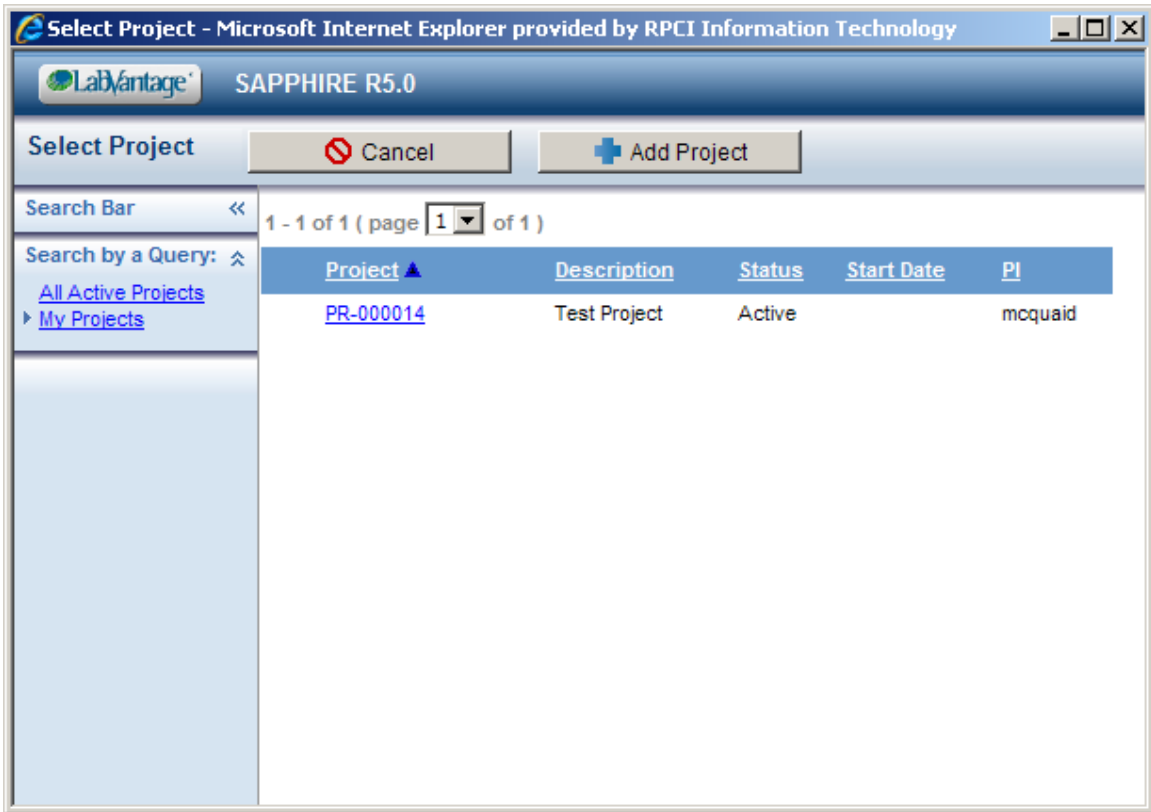 Select Project - Microsoft Internet Explorer provided by RPCI Information Technology
LabVantage SAPPHIRE R5.0
Select Project Cancel Add Project
Search Bar
1 - 1 of 1 ( page 1 of 1 )
Search by a Query:
All Active Projects
My Projects
Project Description Status Start Date PI
PR-000014 Test Project Active mcquaid